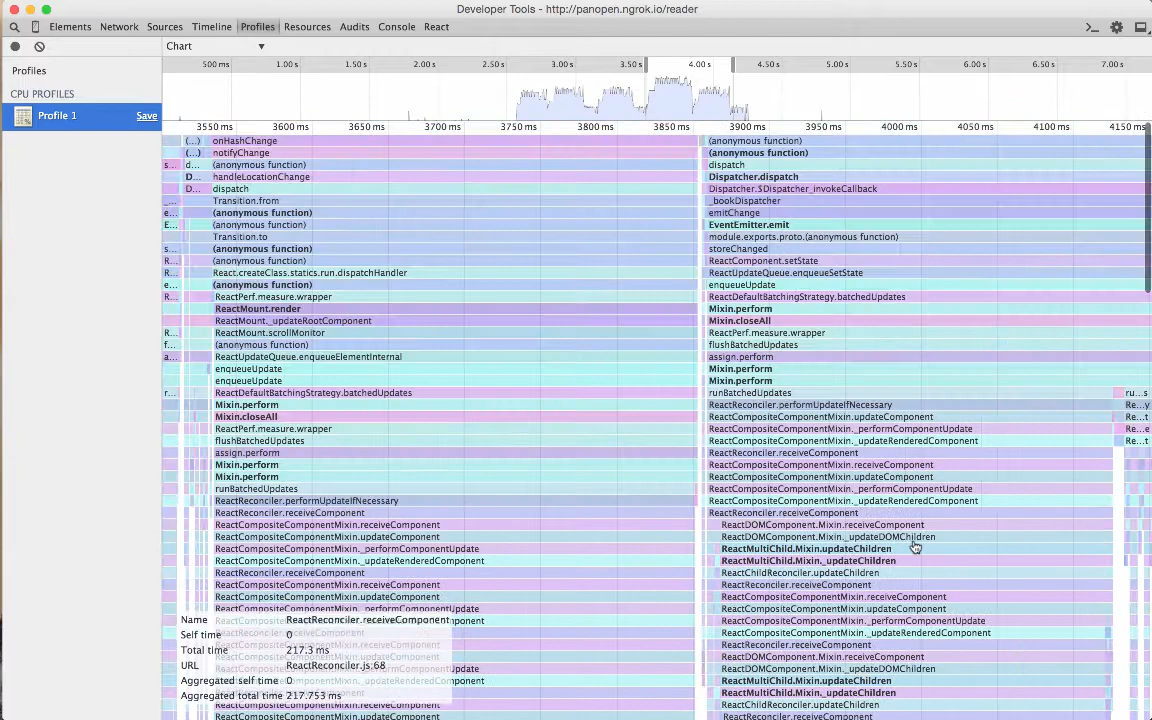 Developer Tools - http://panopen.ngrok.io/reader
Elements Network Sources Timeline Profiles Resources Audits Console React
Chart ▼
Profiles
CPU PROFILES
Profile 1 Save
500 ms 1.00 s 1.50 s 2.00 s 2.50 s 3.00 s 3.50 s 4.00 s 4.50 s 5.00 s 5.50 s 6.00 s 6.50 s 7.00 s
3550 ms 3600 ms 3650 ms 3700 ms 3750 ms 3800 ms 3850 ms 3900 ms 3950 ms 4000 ms 4050 ms 4100 ms 4150 ms
(...) onHashChange (anonymous function)
(...) notifyChange (anonymous function)
s... d... (anonymous function) dispatch
D... handleLocationChange Dispatcher.dispatch
D... dispatch Dispatcher.$Dispatcher_invokeCallback
_... Transition.from _bookDispatcher
e... (anonymous function) emitChange
E... (anonymous function) EventEmitter.emit
Transition.to module.exports.proto.(anonymous function)
s... (anonymous function) storeChanged
R... (anonymous function) ReactComponent.setState
R... React.createClass.statics.run.dispatchHandler ReactUpdateQueue.enqueueSetState
e... (anonymous function) enqueueUpdate
R... ReactPerf.measure.wrapper ReactDefaultBatchingStrategy.batchedUpdates
ReactMount.render Mixin.perform
ReactMount._updateRootComponent Mixin.closeAll
R... ReactMount.scrollMonitor ReactPerf.measure.wrapper
f... (anonymous function) flushBatchedUpdates
a... ReactUpdateQueue.enqueueElementInternal assign.perform
enqueueUpdate Mixin.perform
enqueueUpdate Mixin.perform
r... ReactDefaultBatchingStrategy.batchedUpdates runBatchedUpdates ru...s
Mixin.perform ReactReconciler.performUpdateIfNecessary Re...y
Mixin.closeAll ReactCompositeComponentMixin.updateComponent Re...t
ReactPerf.measure.wrapper ReactCompositeComponentMixin._performComponentUpdate Re...e
flushBatchedUpdates ReactCompositeComponentMixin._updateRenderedComponent Re...t
assign.perform ReactReconciler.receiveComponent
Mixin.perform ReactCompositeComponentMixin.receiveComponent
Mixin.perform ReactCompositeComponentMixin.updateComponent
runBatchedUpdates ReactCompositeComponentMixin._performComponentUpdate
ReactReconciler.performUpdateIfNecessary ReactCompositeComponentMixin._updateRenderedComponent
ReactReconciler.receiveComponent ReactReconciler.receiveComponent
ReactCompositeComponentMixin.receiveComponent ReactDOMComponent.Mixin.receiveComponent
ReactCompositeComponentMixin.updateComponent ReactDOMComponent.Mixin._updateDOMChildren
ReactCompositeComponentMixin._performComponentUpdate ReactMultiChild.Mixin.updateChildren
ReactCompositeComponentMixin._updateRenderedComponent ReactMultiChild.Mixin._updateChildren
ReactReconciler.receiveComponent ReactChildReconciler.updateChildren
ReactCompositeComponentMixin.receiveComponent ReactReconciler.receiveComponent
ReactCompositeComponentMixin.updateComponent ReactCompositeComponentMixin.receiveComponent
ReactCompositeComponentMixin._performComponentUpdate ReactCompositeComponentMixin.updateComponent
Name ReactReconciler.receiveComponent ReactCompositeComponentMixin._performComponentUpdate
Self time 0 ReactCompositeComponentMixin._updateRenderedComponent
ReactReconciler.receiveComponent
Total time 217.3 ms ReactDOMComponent.Mixin.receiveComponent
URL ReactReconciler.js:68 ReactDOMComponent.Mixin._updateDOMChildren
Aggregated self time 0 ReactMultiChild.Mixin.updateChildren
Aggregated total time 217.753 ms ReactMultiChild.Mixin._updateChildren
ReactCompositeComponentMixin.receiveComponent ReactChildReconciler.updateChildren
ReactCompositeComponentMixin.updateComponent ReactReconciler.receiveComponent